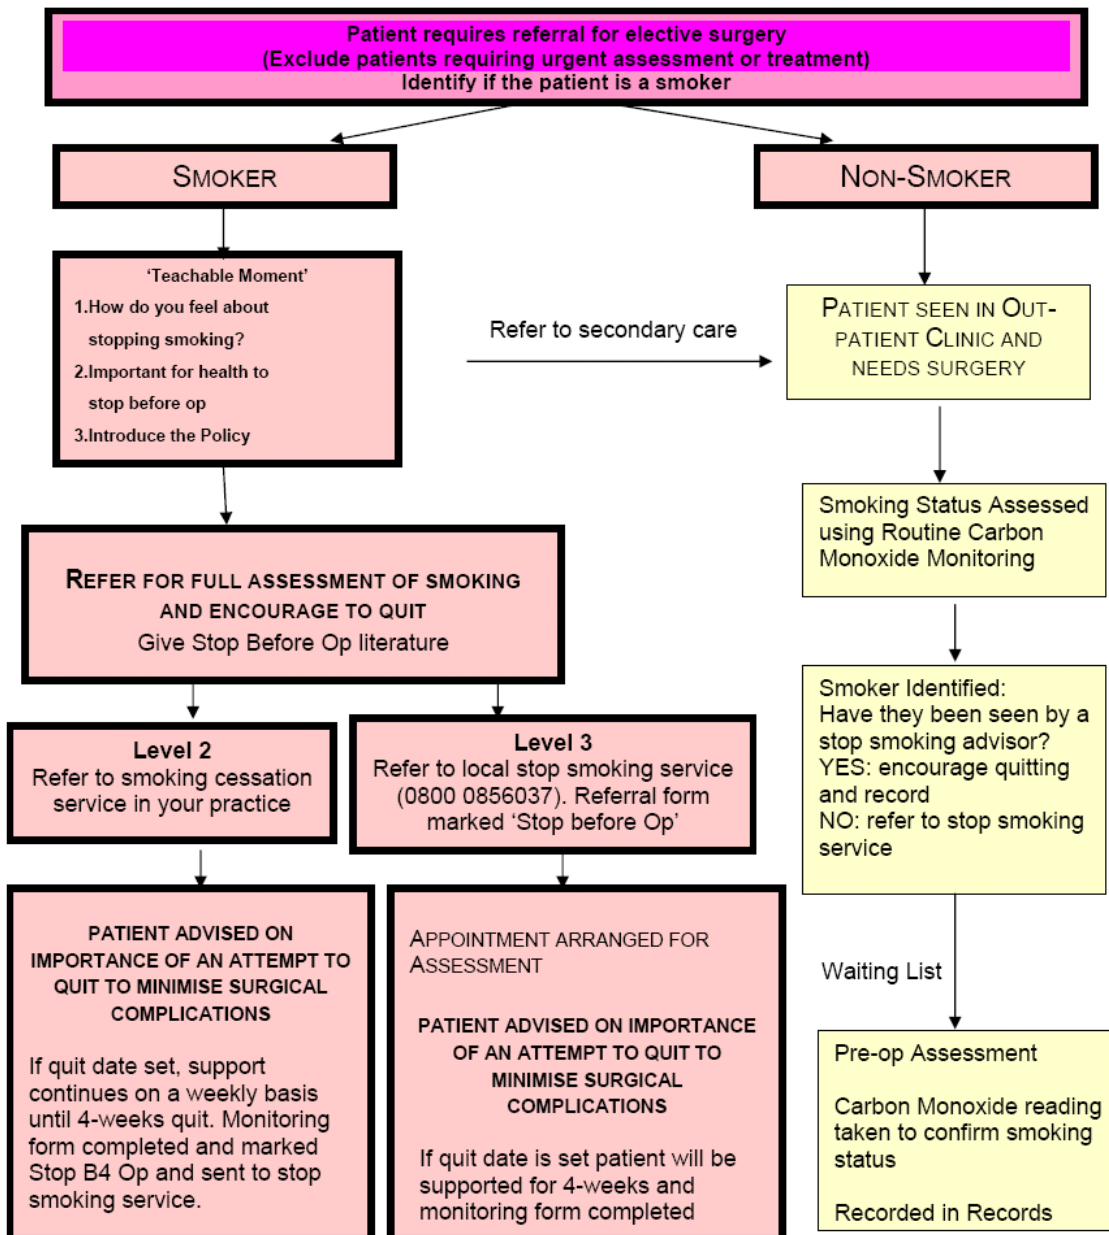 Patient requires referral for elective surgery
(Exclude patients requiring urgent assessment or treatment)
Identify if the patient is a smoker
SMOKER
NON-SMOKER
‘Teachable Moment’
1.How do you feel about
stopping smoking?
2.Important for health to
stop before op
3.Introduce the Policy
Refer to secondary care
PATIENT SEEN IN OUT-
PATIENT CLINIC AND
NEEDS SURGERY
Smoking Status Assessed
using Routine Carbon
Monoxide Monitoring
REFER FOR FULL ASSESSMENT OF SMOKING
AND ENCOURAGE TO QUIT
Give Stop Before Op literature
Smoker Identified:
Have they been seen by a
stop smoking advisor?
YES: encourage quitting
and record
NO: refer to stop smoking
service
Level 2
Refer to smoking cessation
service in your practice
Level 3
Refer to local stop smoking service
(0800 0856037). Referral form
marked ‘Stop before Op’
PATIENT ADVISED ON
IMPORTANCE OF AN ATTEMPT TO
QUIT TO MINIMISE SURGICAL
COMPLICATIONS
If quit date set, support
continues on a weekly basis
until 4-weeks quit. Monitoring
form completed and marked
Stop B4 Op and sent to stop
smoking service.
APPOINTMENT ARRANGED FOR
ASSESSMENT
PATIENT ADVISED ON IMPORTANCE
OF AN ATTEMPT TO QUIT TO
MINIMISE SURGICAL
COMPLICATIONS
If quit date is set patient will be
supported for 4-weeks and
monitoring form completed
Waiting List
Pre-op Assessment
Carbon Monoxide reading
taken to confirm smoking
status
Recorded in Records